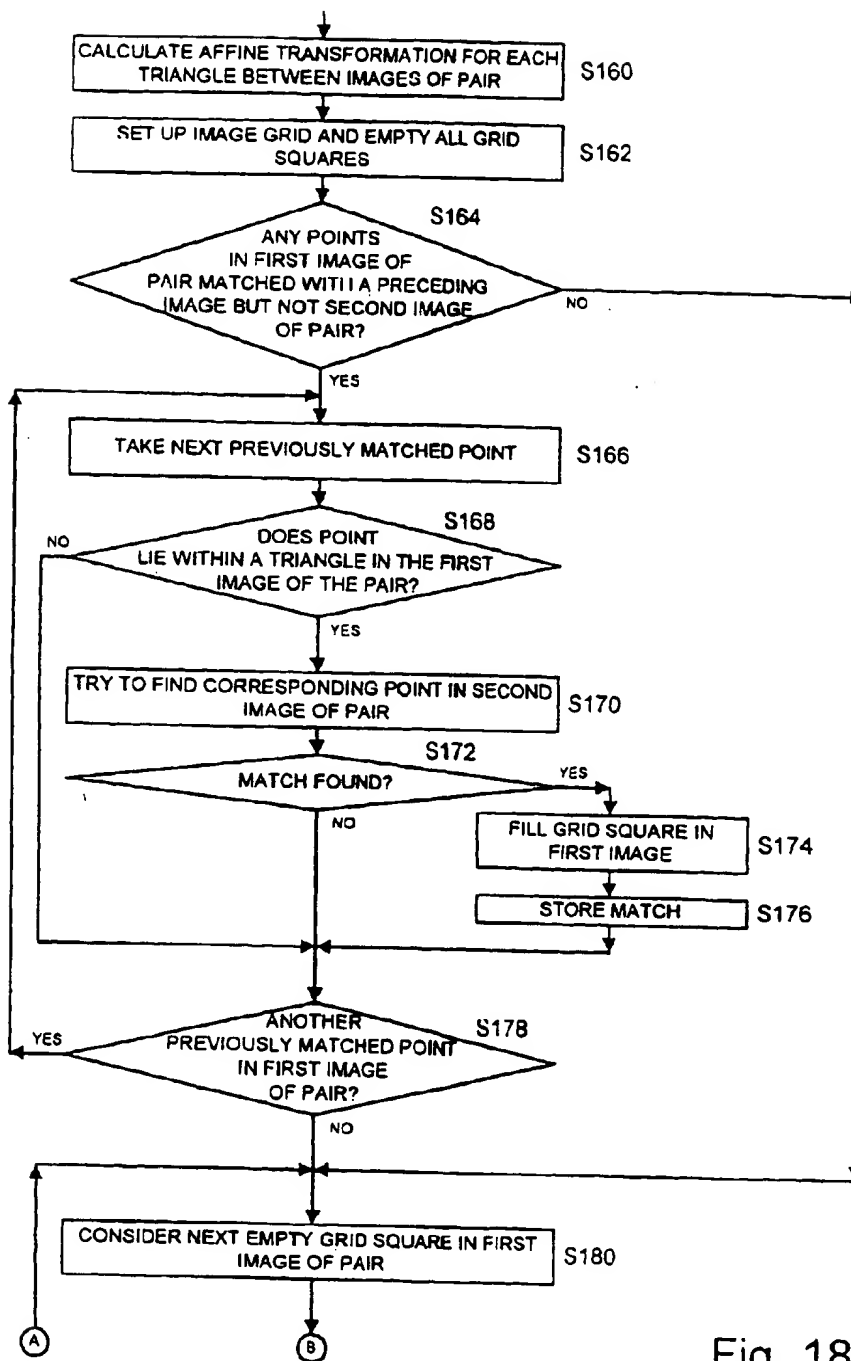 CALCULATE AFFINE TRANSFORMATION FOR EACH
TRIANGLE BETWEEN IMAGES OF PAIR
S160
SET UP IMAGE GRID AND EMPTY ALL GRID
SQUARES
S162
S164
ANY POINTS
IN FIRST IMAGE OF
PAIR MATCHED WITH A PRECEDING
IMAGE BUT NOT SECOND IMAGE
OF PAIR?
NO
YES
TAKE NEXT PREVIOUSLY MATCHED POINT
S166
S168
NO
DOES POINT
LIE WITHIN A TRIANGLE IN THE FIRST
IMAGE OF THE PAIR?
YES
TRY TO FIND CORRESPONDING POINT IN SECOND
IMAGE OF PAIR
S170
S172
MATCH FOUND?
YES
NO
FILL GRID SQUARE IN
FIRST IMAGE
S174
STORE MATCH
S176
ANOTHER
PREVIOUSLY MATCHED POINT
IN FIRST IMAGE
OF PAIR?
S178
YES
NO
CONSIDER NEXT EMPTY GRID SQUARE IN FIRST
IMAGE OF PAIR
S180
A
B
Fig. 18